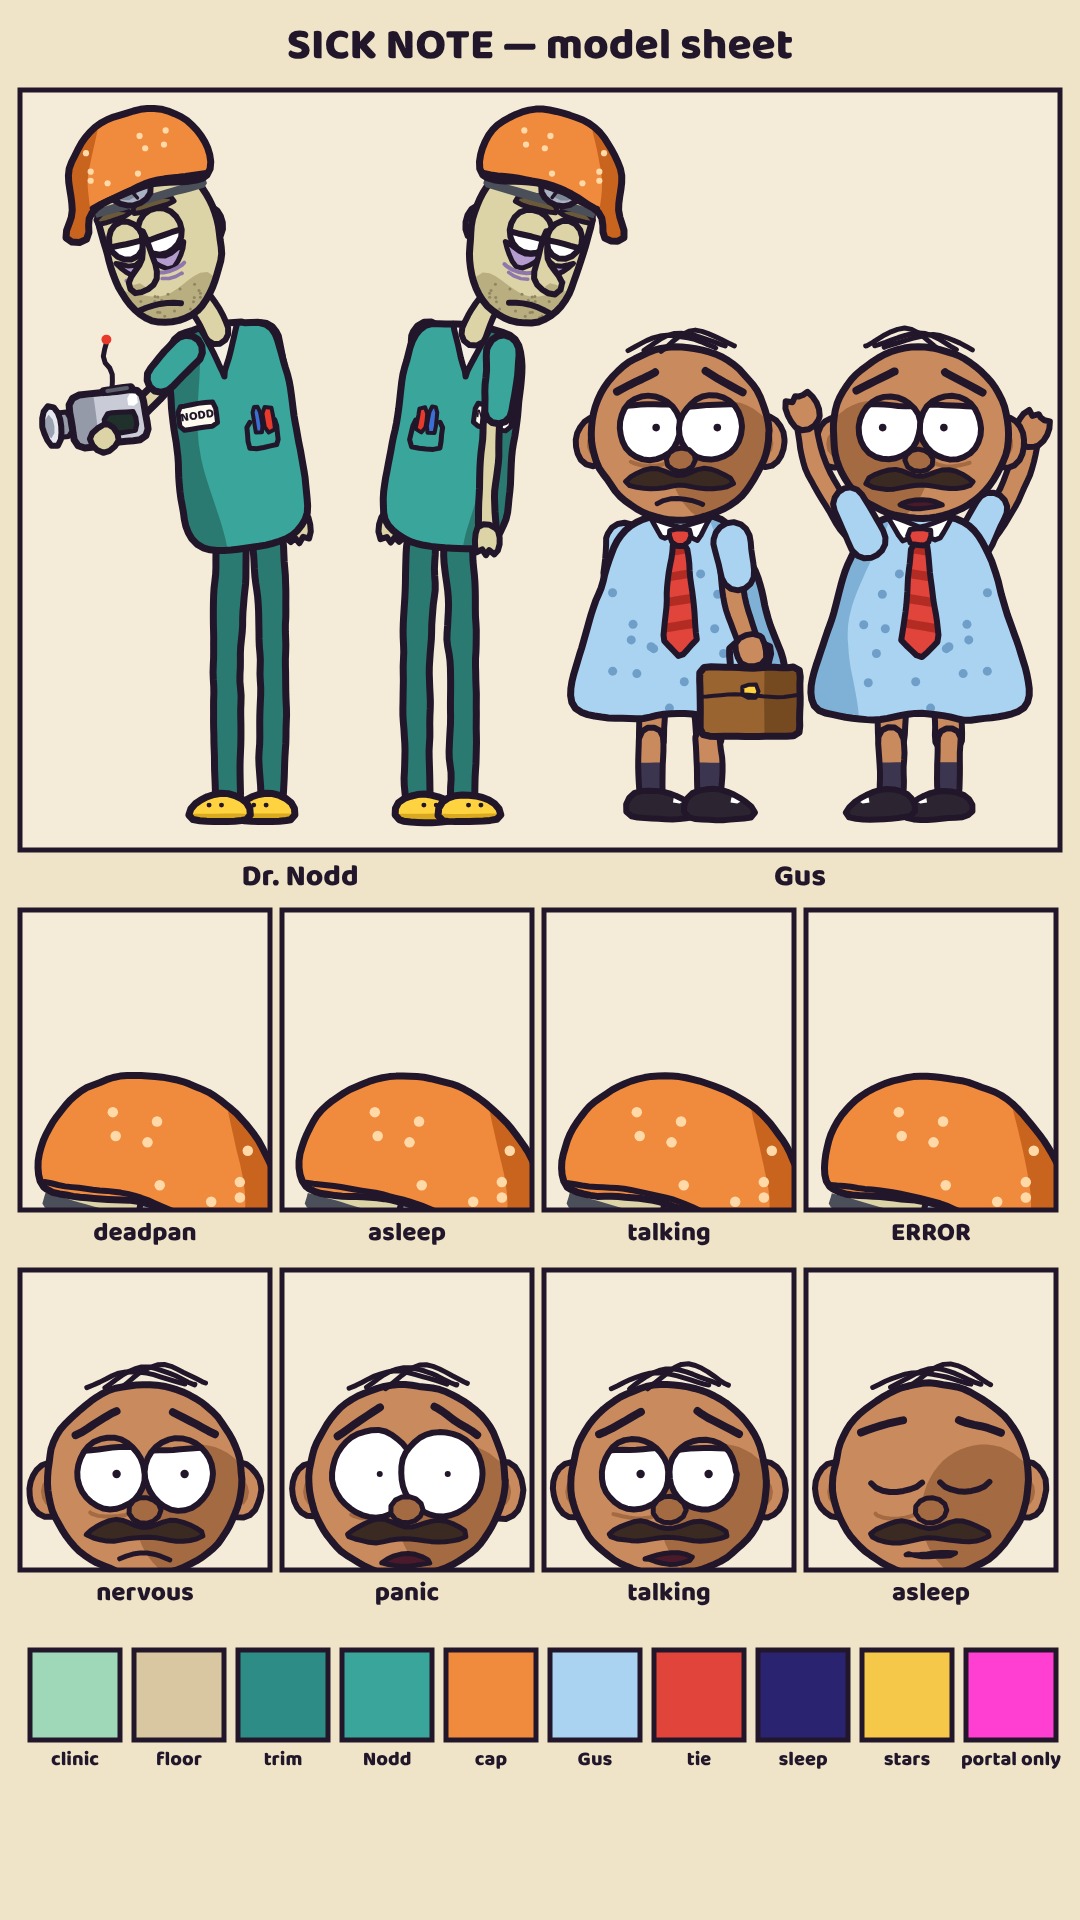 SICK NOTE — model sheet
NODD
Dr. Nodd
Gus
deadpan
asleep
talking
ERROR
nervous
panic
talking
asleep
clinic
floor
trim
Nodd
cap
Gus
tie
sleep
stars
portal only